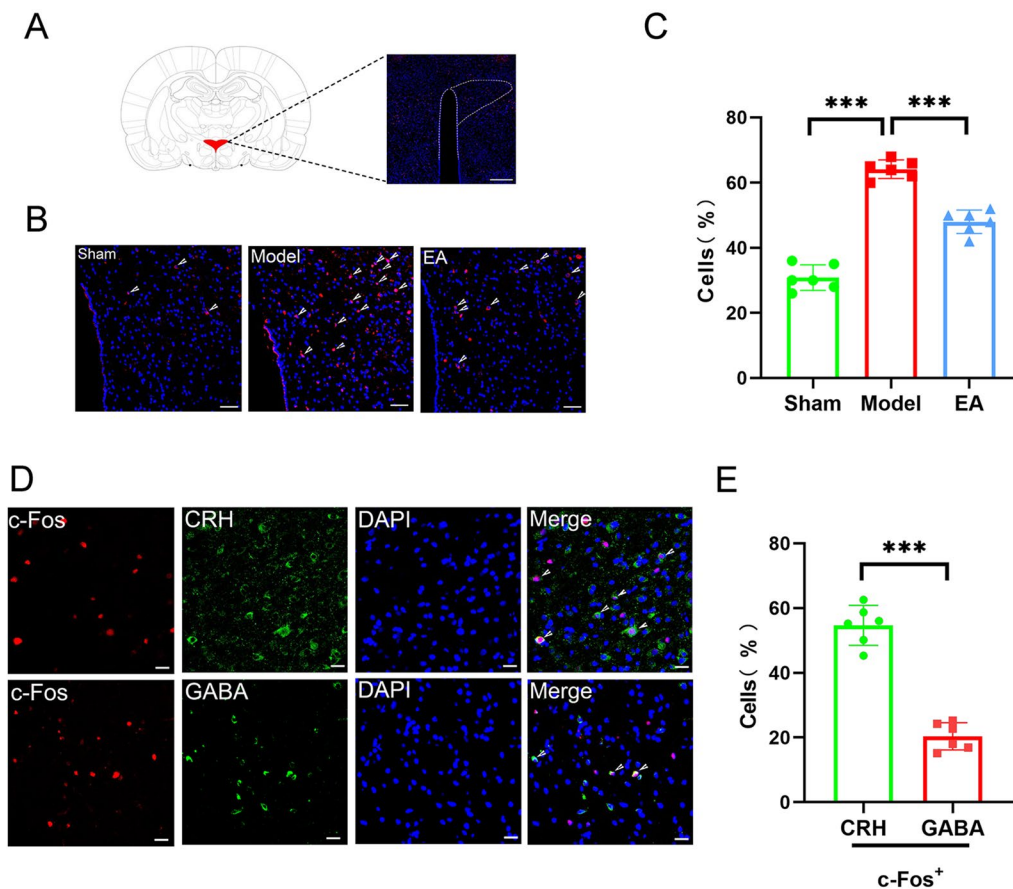 A
B
Sham
Model
EA
C
Cells (%)
80
60
40
20
0
***
***
Sham
Model
EA
D
c-Fos
CRH
DAPI
Merge
c-Fos
GABA
DAPI
Merge
E
Cells (%)
80
60
40
20
0
***
CRH
GABA
c-Fos⁺